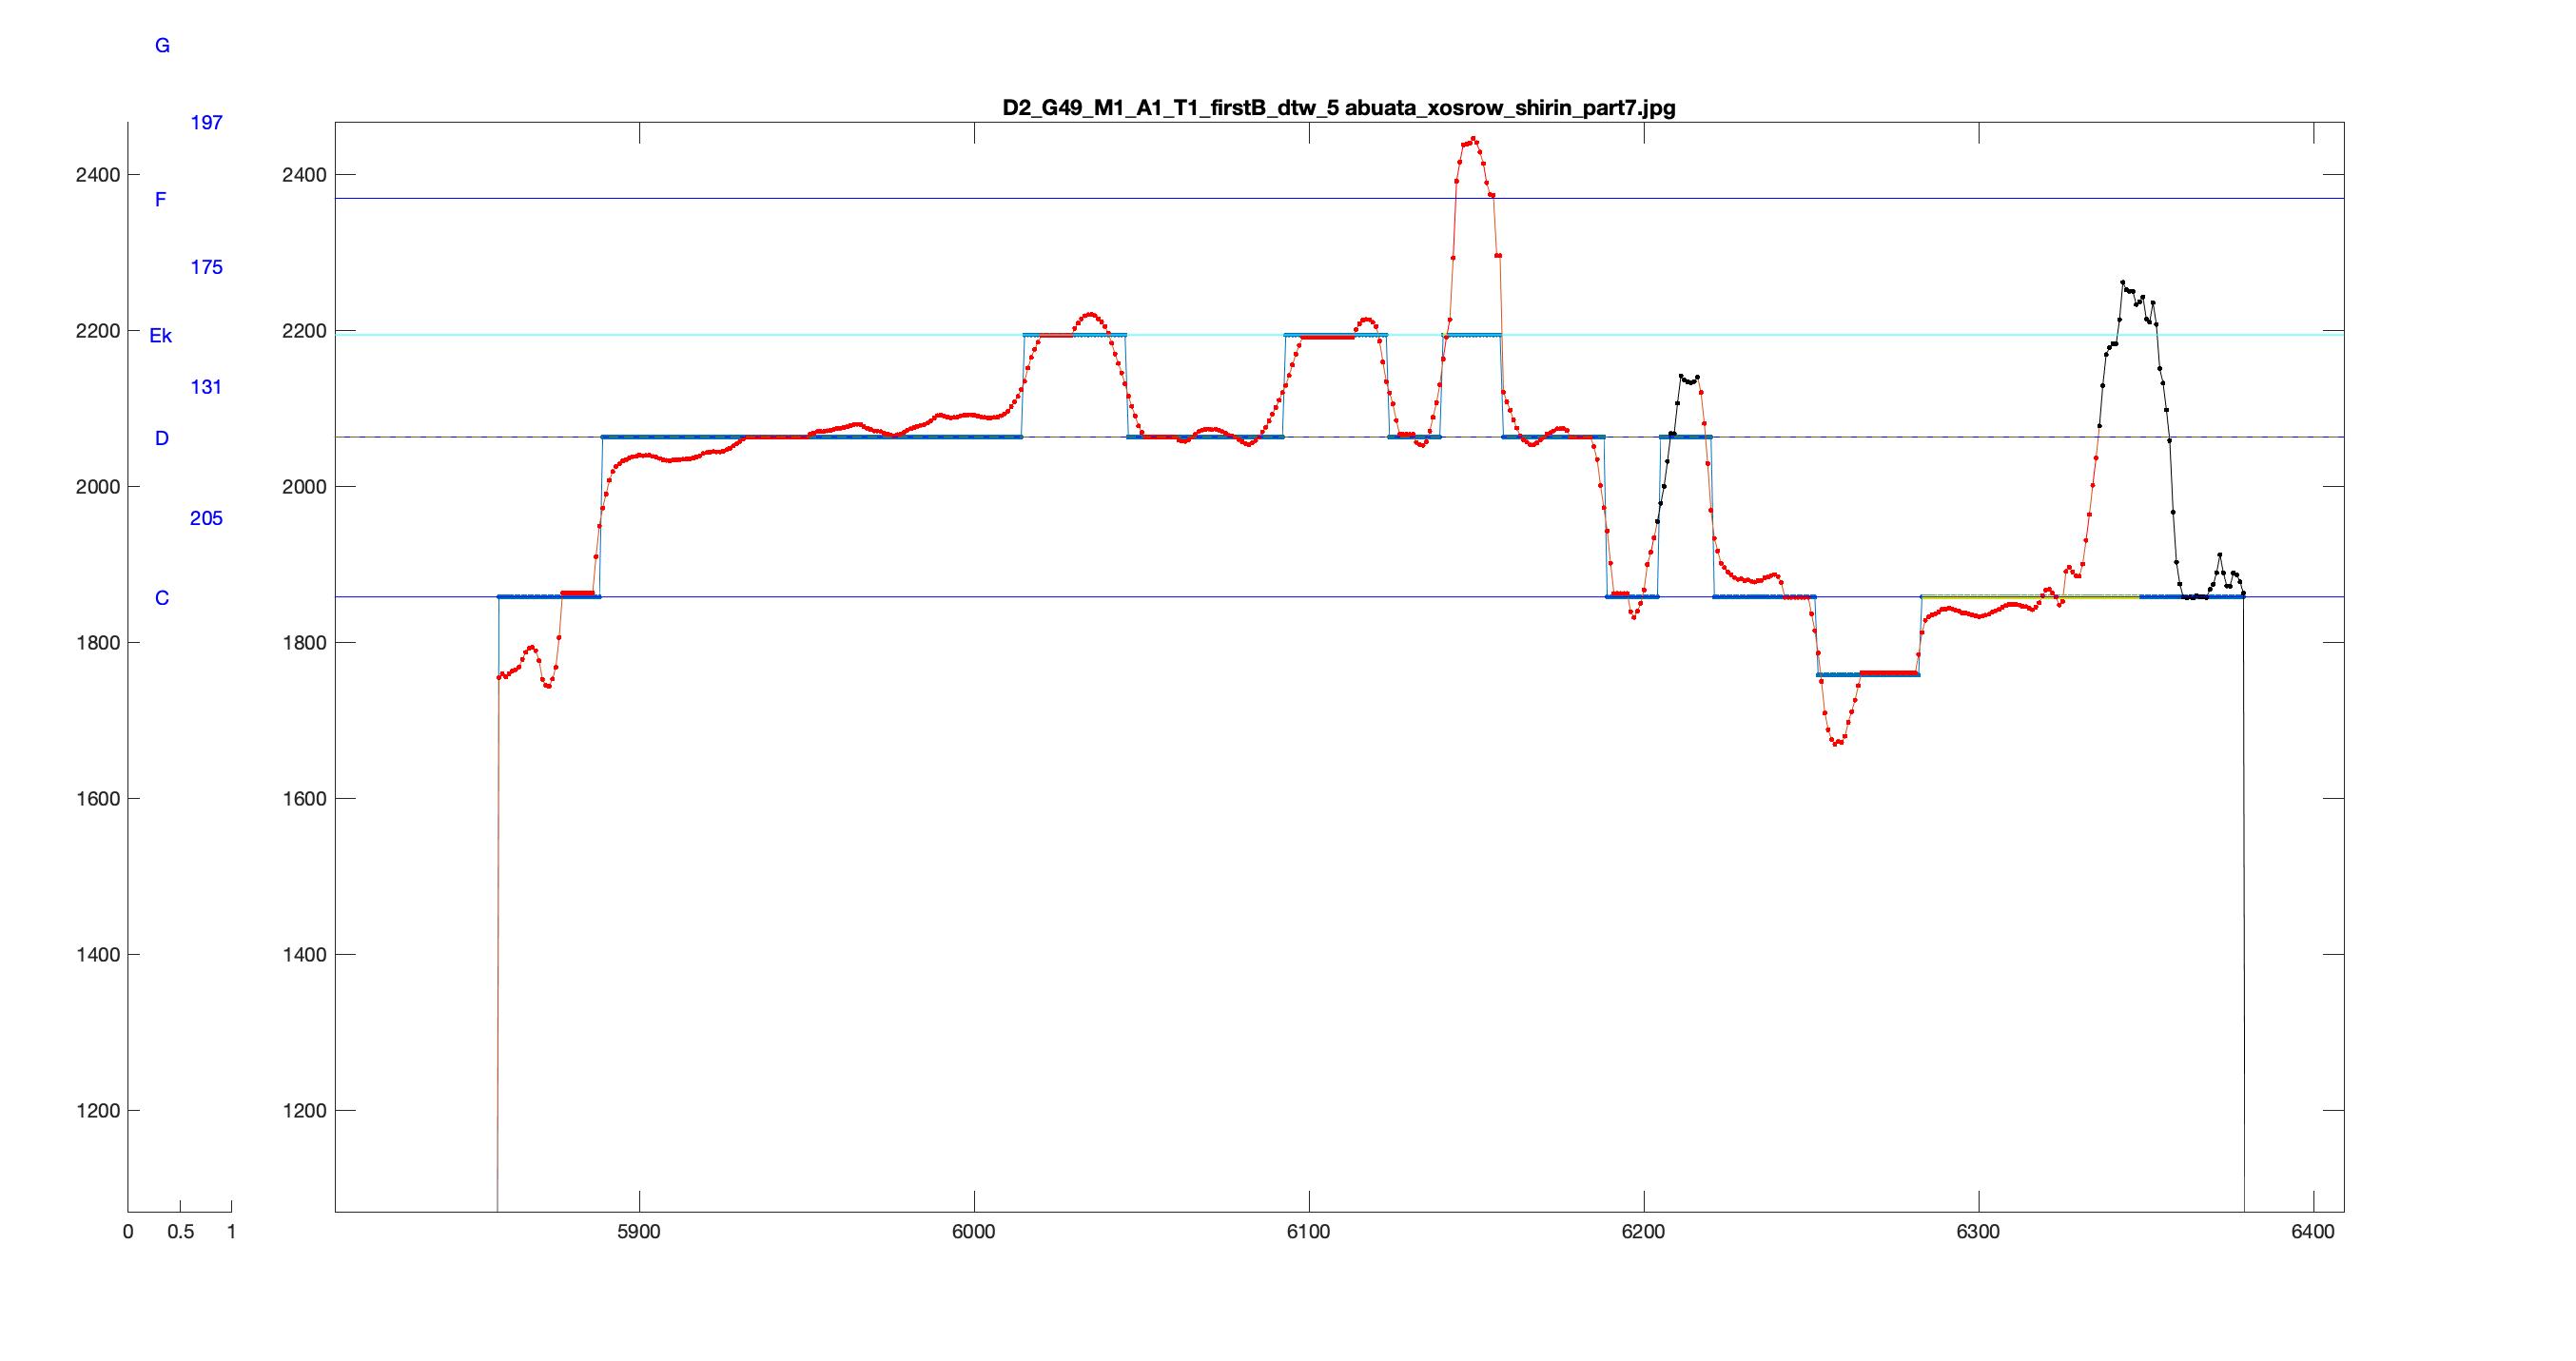 G
D2_G49_M1_A1_T1_firstB_dtw_5 abuata_xosrow_shirin_part7.jpg
197
2400 2400
F
175
2200 Ek 2200
131
D
2000 2000
205
C
1800 1800
1600 1600
1400 1400
1200 1200
0 0.5 1 5900 6000 6100 6200 6300 6400